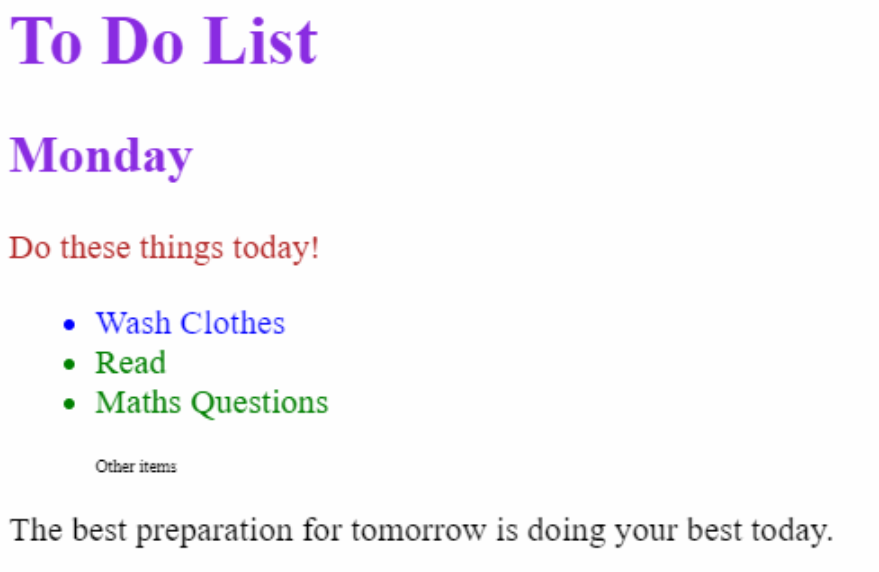 To Do List
Monday
Do these things today!
Wash Clothes
Read
Maths Questions
Other items
The best preparation for tomorrow is doing your best today.